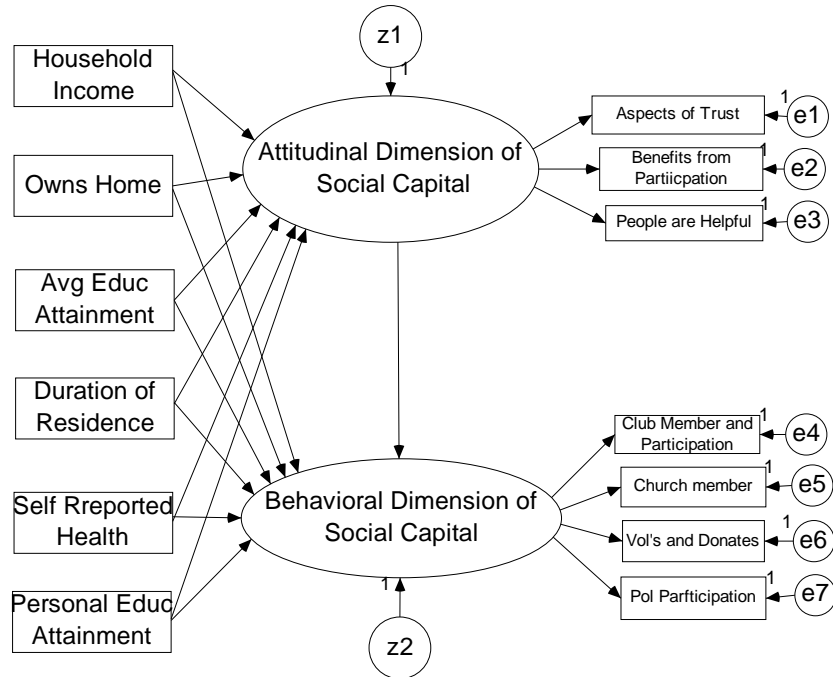 z1
1
Household
Income
Owns Home
Avg Educ
Attainment
Duration of
Residence
Self Rreported
Health
Personal Educ
Attainment
Attitudinal Dimension of
Social Capital
Aspects of Trust
1
e1
Benefits from
Partiicpation
1
e2
People are Helpful
1
e3
Behavioral Dimension of
Social Capital
Club Member and
Participation
1
e4
Church member
1
e5
Vol's and Donates
1
e6
Pol Parfticipation
1
e7
1
z2